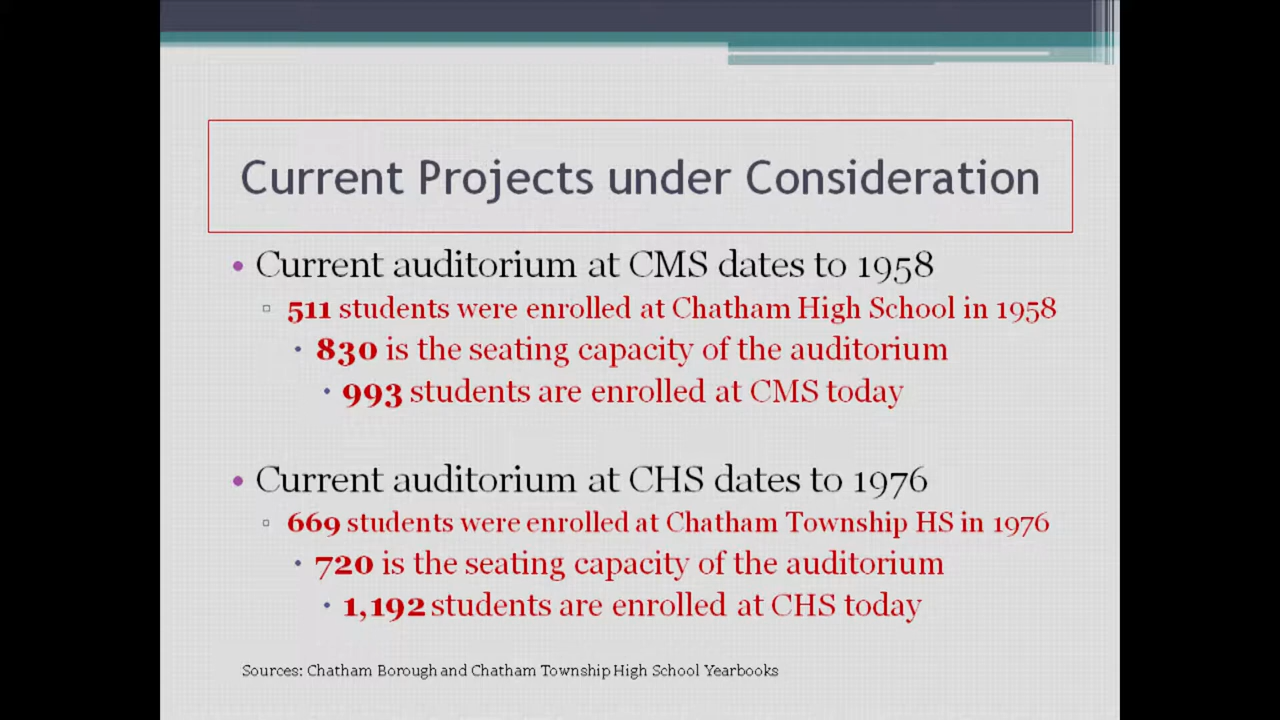 Current Projects under Consideration
• Current auditorium at CMS dates to 1958
▫ 511 students were enrolled at Chatham High School in 1958
• 830 is the seating capacity of the auditorium
• 993 students are enrolled at CMS today
• Current auditorium at CHS dates to 1976
▫ 669 students were enrolled at Chatham Township HS in 1976
• 720 is the seating capacity of the auditorium
• 1,192 students are enrolled at CHS today
Sources: Chatham Borough and Chatham Township High School Yearbooks